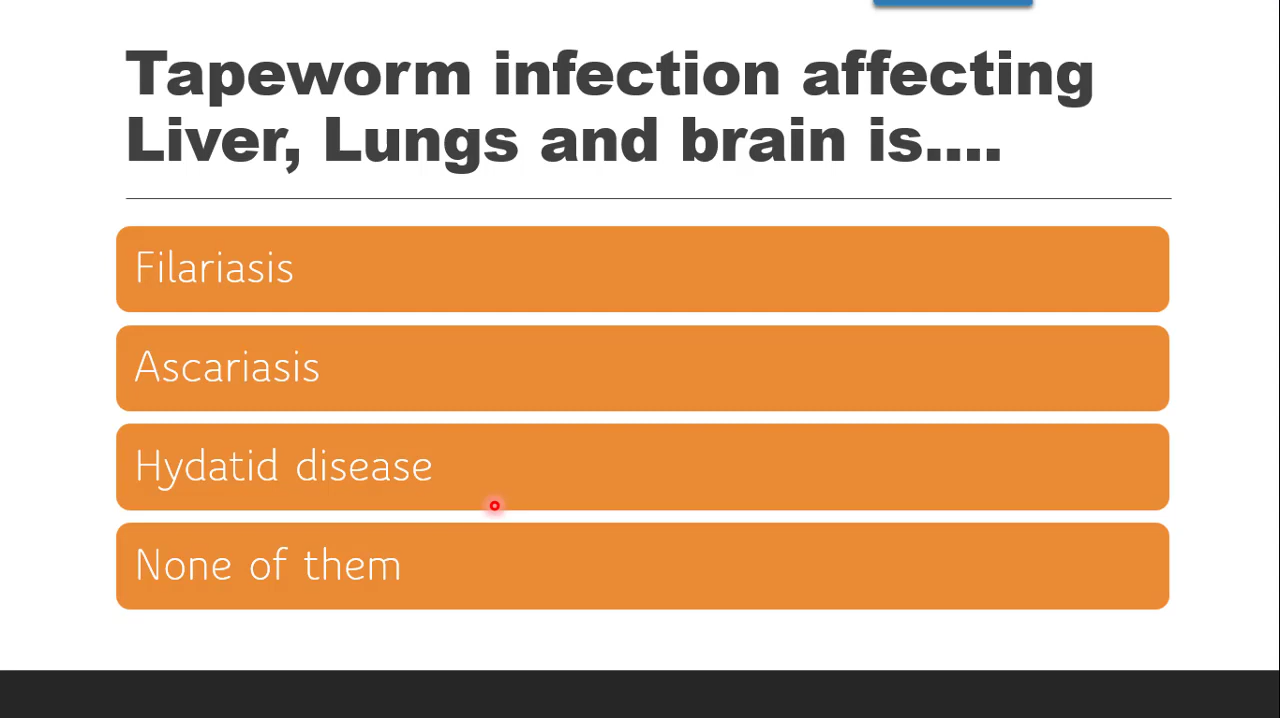 Tapeworm infection affecting
Liver, Lungs and brain is....
Filariasis
Ascariasis
Hydatid disease
None of them